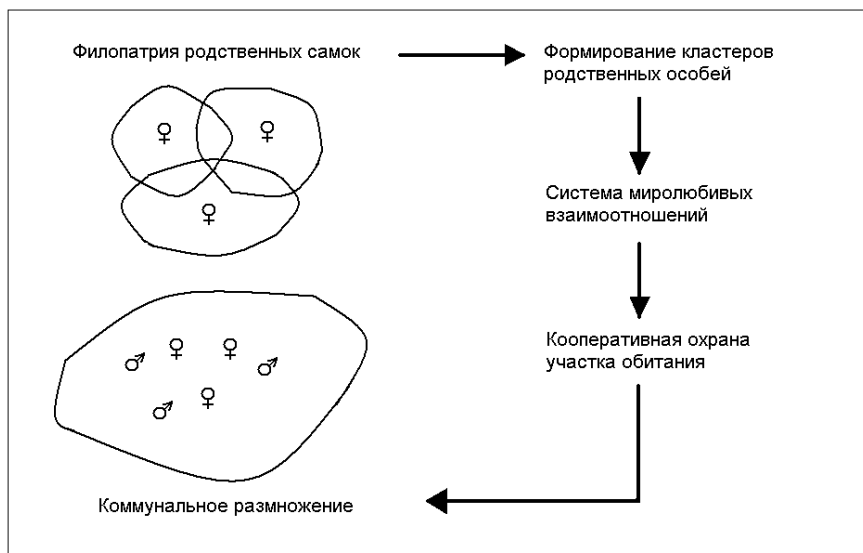 Филопатрия родственных самок
Формирование кластеров
родственных особей
Система миролюбивых
взаимоотношений
Кооперативная охрана
участка обитания
Коммунальное размножение